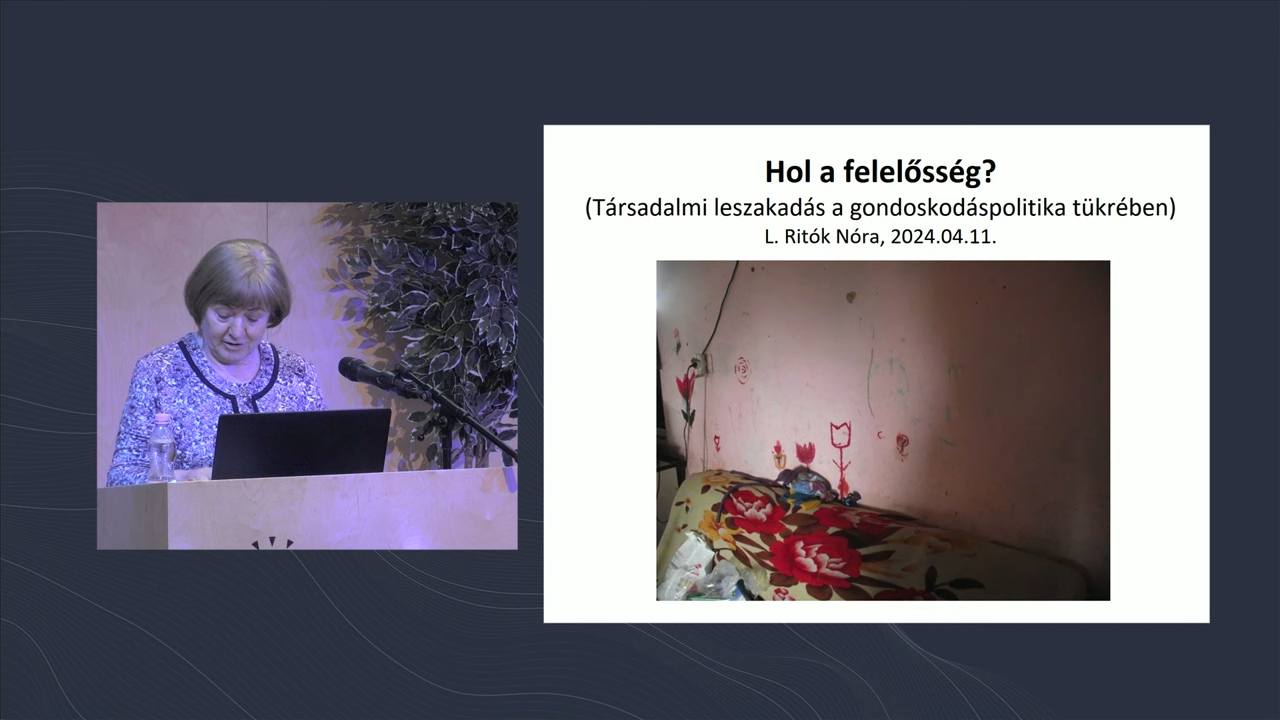 Hol a felelősség?
(Társadalmi leszakadás a gondoskodáspolitika tükrében)
L. Ritók Nóra, 2024.04.11.